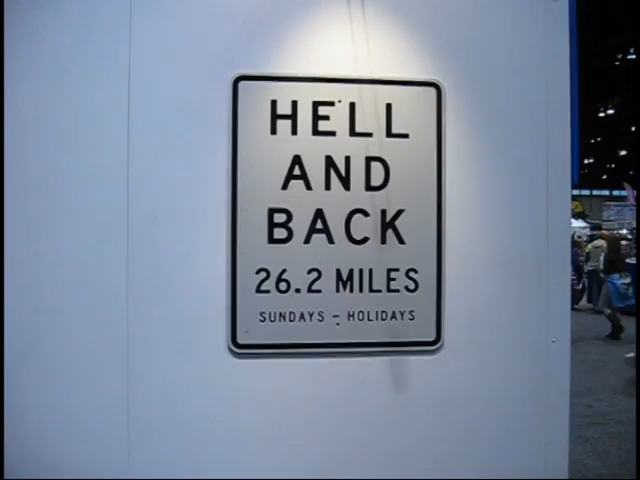 HELL
AND
BACK
26.2 MILES
SUNDAYS - HOLIDAYS